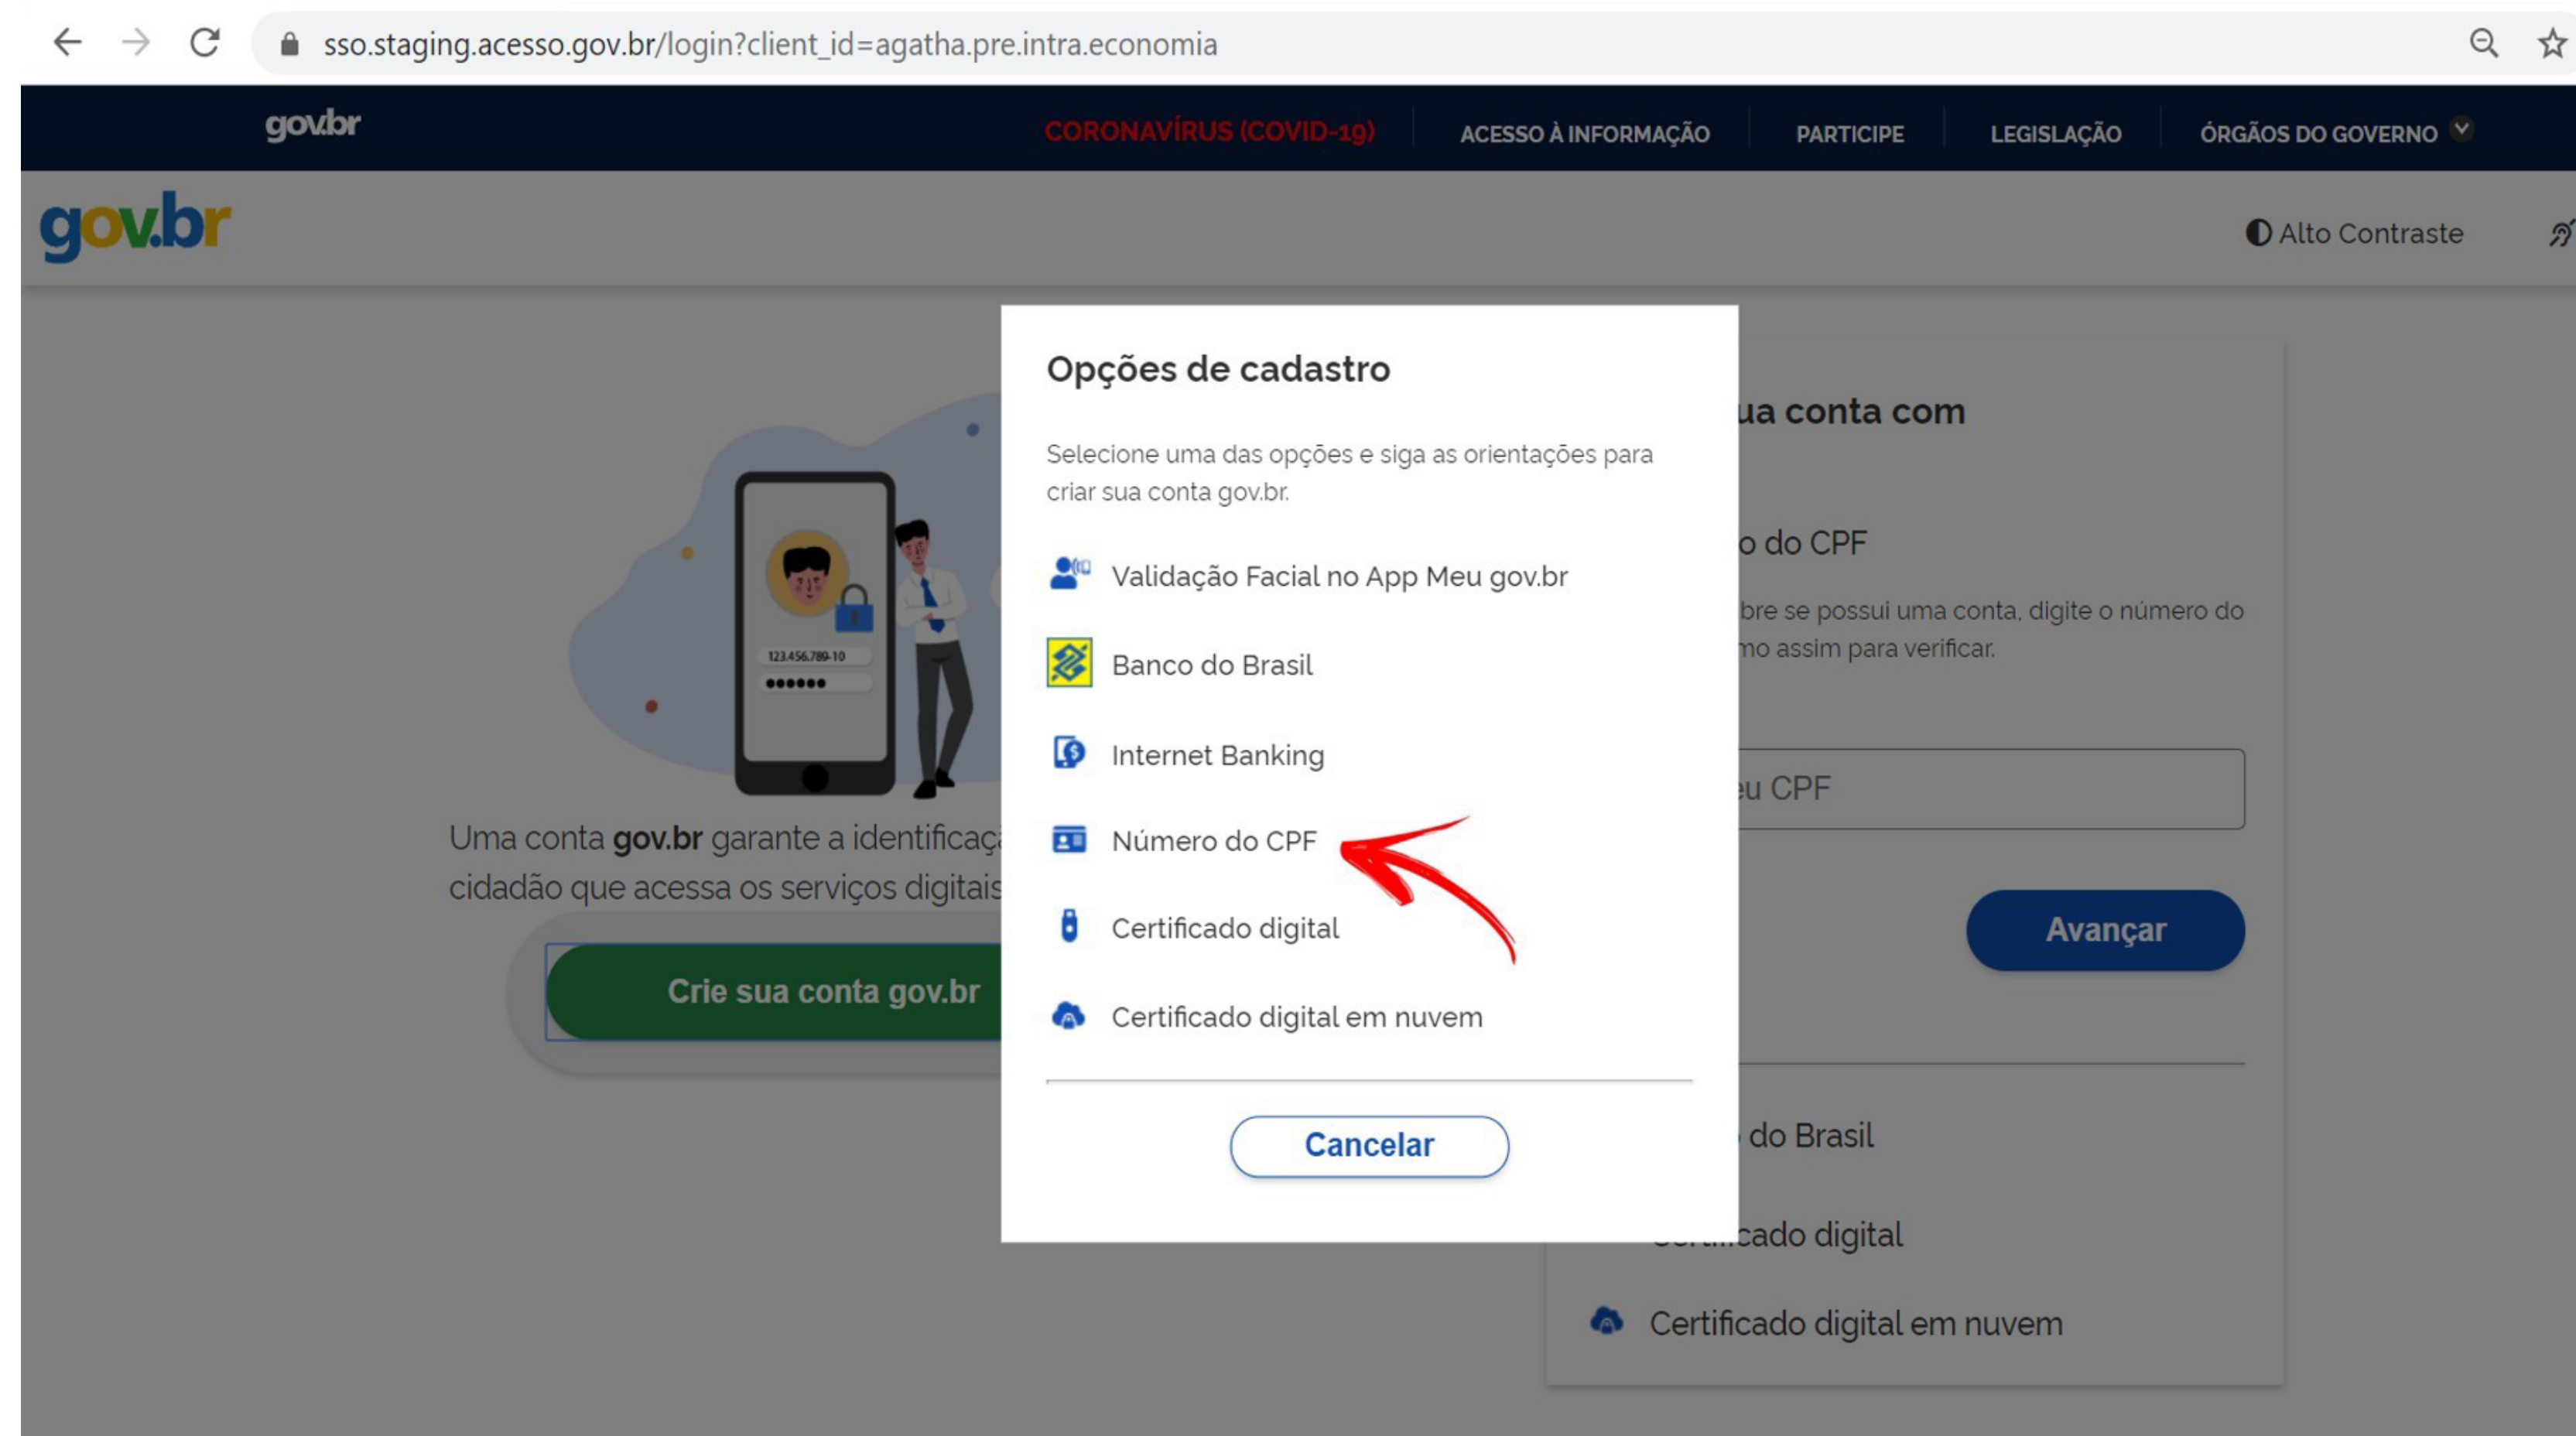 sso.staging.acesso.gov.br/login?client_id=agatha.pre.intra.economia
gov.br
CORONAVÍRUS (COVID-19)
ACESSO À INFORMAÇÃO
PARTICIPE
LEGISLAÇÃO
ÓRGÃOS DO GOVERNO
gov.br
Alto Contraste
Opções de cadastro
Selecione uma das opções e siga as orientações para
criar sua conta gov.br.
Validação Facial no App Meu gov.br
Banco do Brasil
Internet Banking
Número do CPF
Certificado digital
Certificado digital em nuvem
Cancelar
123.456.789-10
Uma conta gov.br garante a identificaç
cidadão que acessa os serviços digitais
Crie sua conta gov.br
ua conta com
o do CPF
bre se possui uma conta, digite o número do
mo assim para verificar.
eu CPF
Avançar
do Brasil
cado digital
Certificado digital em nuvem